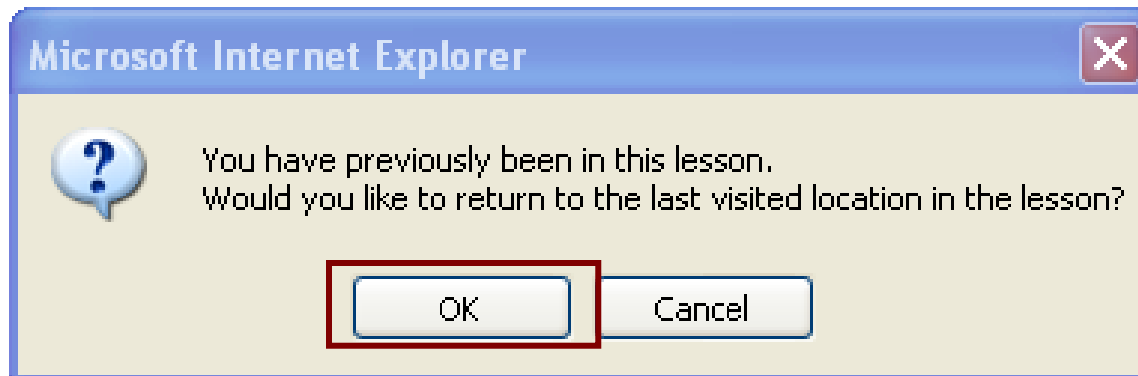 Microsoft Internet Explorer
?
You have previously been in this lesson.
Would you like to return to the last visited location in the lesson?
OK Cancel